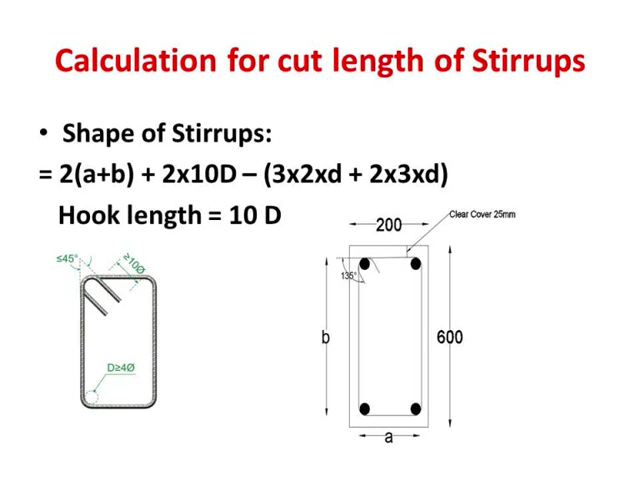 Calculation for cut length of Stirrups
• Shape of Stirrups:
= 2(a+b) + 2x10D – (3x2xd + 2x3xd)
Hook length = 10 D
Clear Cover 25mm
200
≤45°
≥10Ø
135°
b
600
D≥4Ø
a